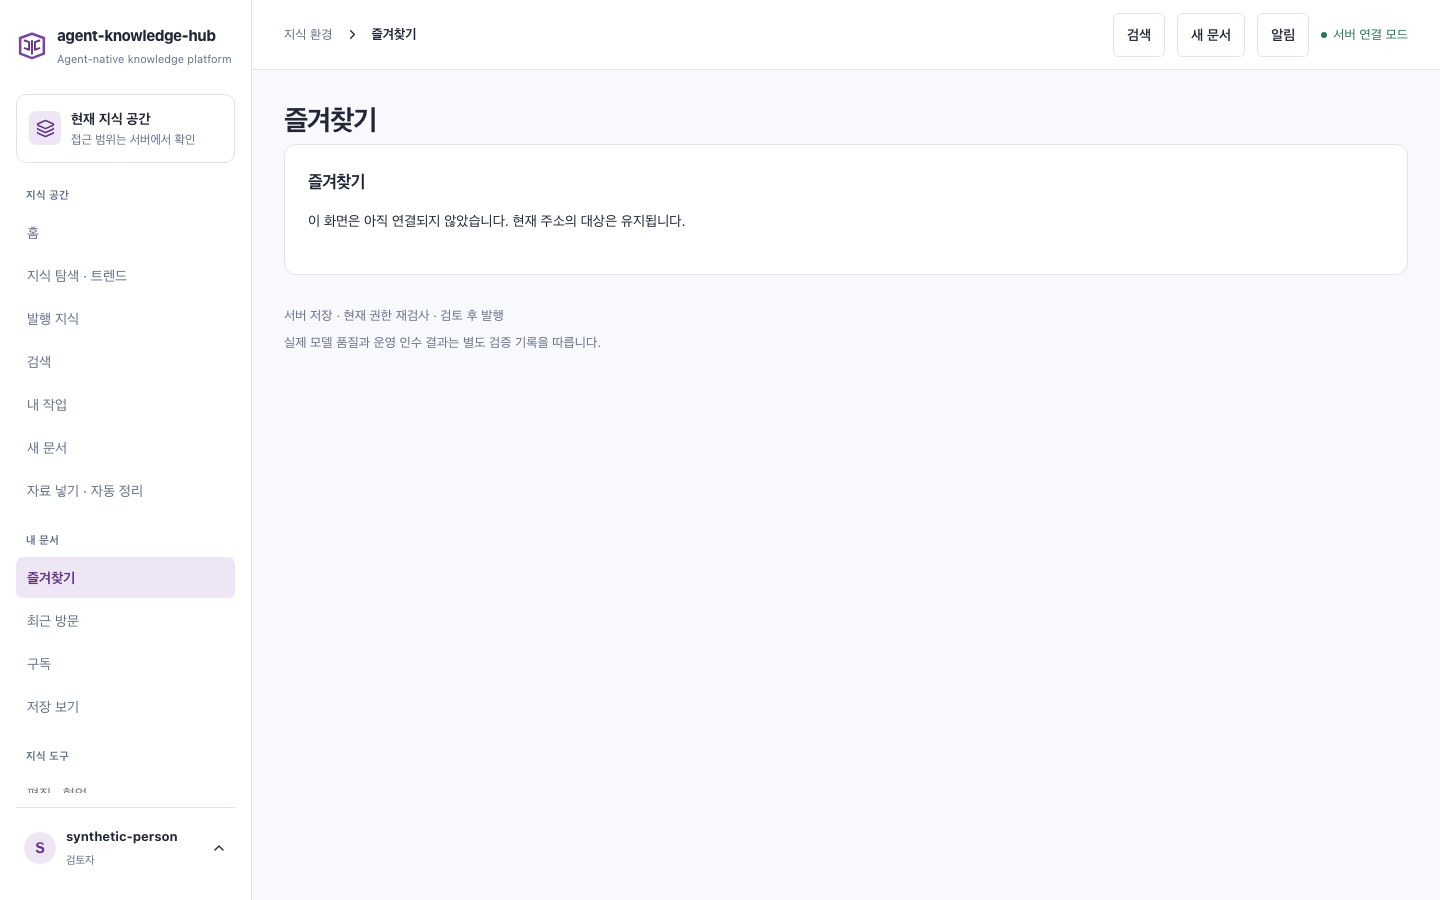 agent-knowledge-hub
Agent-native knowledge platform
현재 지식 공간
접근 범위는 서버에서 확인
지식 공간
홈
지식 탐색 · 트렌드
발행 지식
검색
내 작업
새 문서
자료 넣기 · 자동 정리
내 문서
즐겨찾기
최근 방문
구독
저장 보기
지식 도구
S
synthetic-person
검토자
지식 환경 > 즐겨찾기
검색
새 문서
알림
서버 연결 모드
즐겨찾기
즐겨찾기
이 화면은 아직 연결되지 않았습니다. 현재 주소의 대상은 유지됩니다.
서버 저장 · 현재 권한 재검사 · 검토 후 발행
실제 모델 품질과 운영 인수 결과는 별도 검증 기록을 따릅니다.